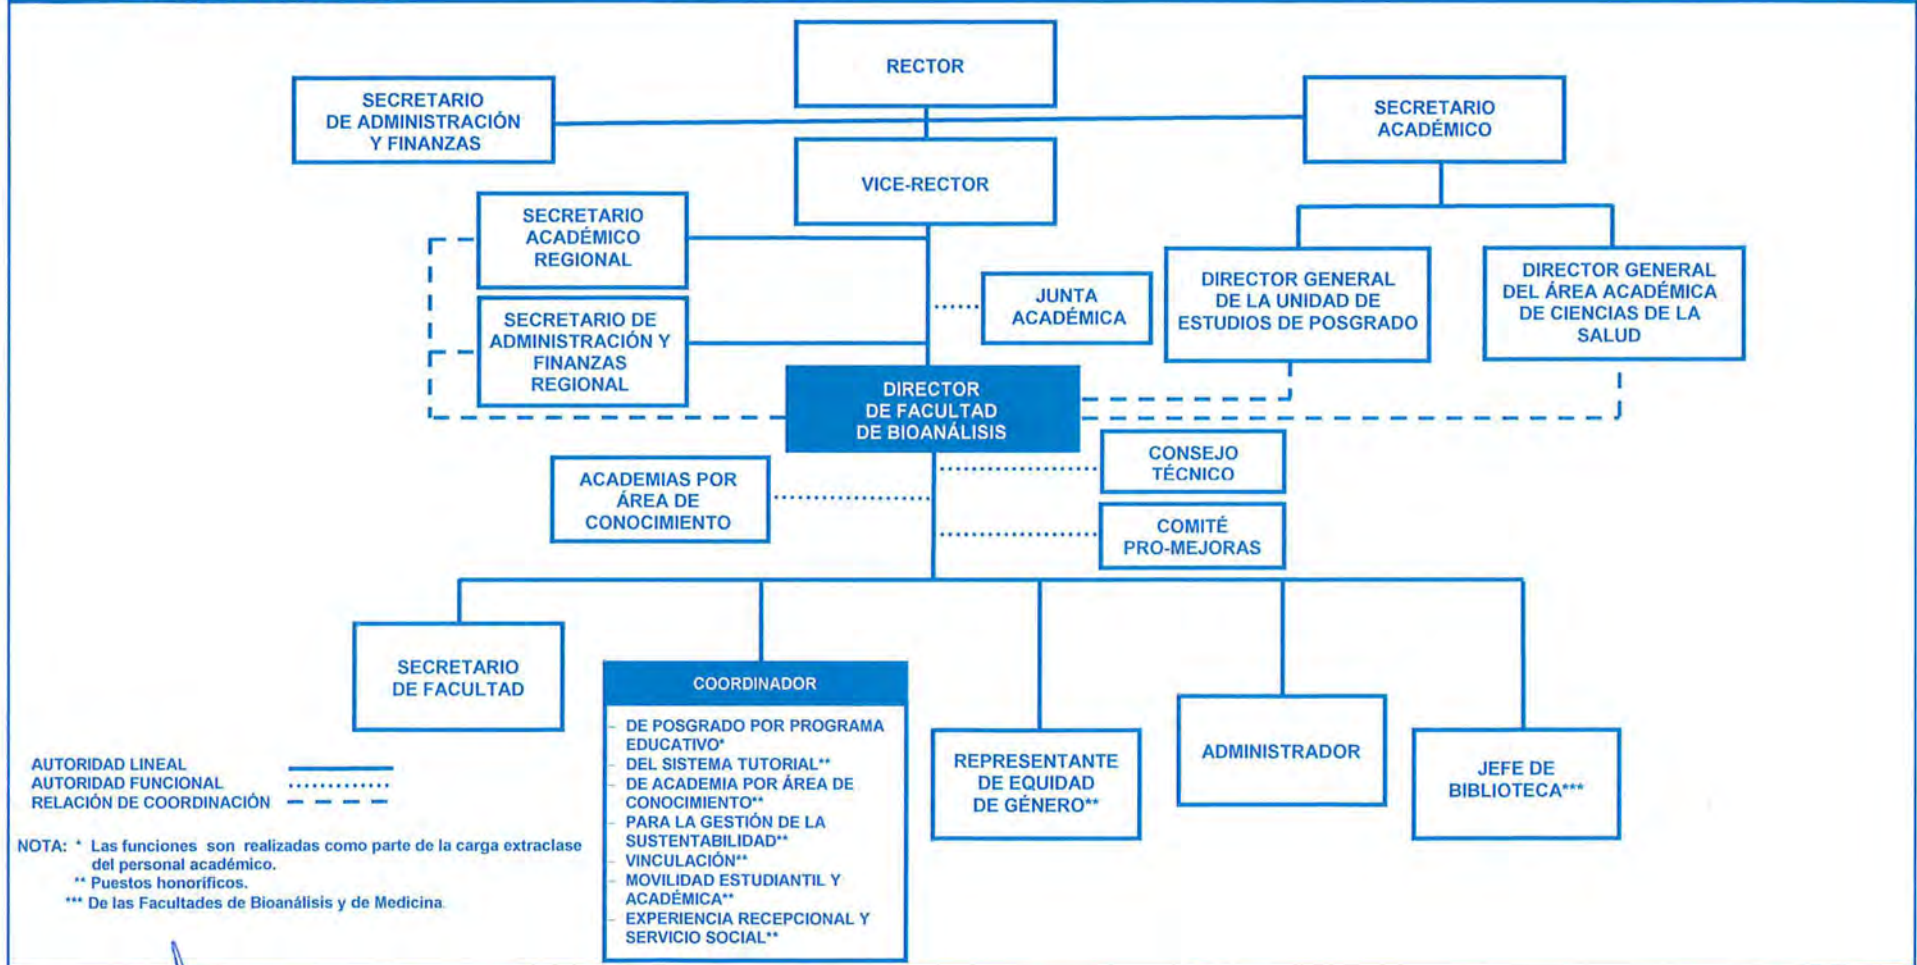 RECTOR
SECRETARIO
DE ADMINISTRACIÓN
Y FINANZAS
SECRETARIO
ACADÉMICO
VICE-RECTOR
SECRETARIO
ACADÉMICO
REGIONAL
JUNTA
ACADÉMICA
DIRECTOR GENERAL
DE LA UNIDAD DE
ESTUDIOS DE POSGRADO
DIRECTOR GENERAL
DEL ÁREA ACADÉMICA
DE CIENCIAS DE LA
SALUD
SECRETARIO DE
ADMINISTRACIÓN Y
FINANZAS
REGIONAL
DIRECTOR
DE FACULTAD
DE BIOANÁLISIS
CONSEJO
TÉCNICO
ACADEMIAS POR
ÁREA DE
CONOCIMIENTO
COMITÉ
PRO-MEJORAS
SECRETARIO
DE FACULTAD
COORDINADOR
- DE POSGRADO POR PROGRAMA
EDUCATIVO*
- DEL SISTEMA TUTORIAL**
- DE ACADEMIA POR ÁREA DE
CONOCIMIENTO**
- PARA LA GESTIÓN DE LA
SUSTENTABILIDAD**
- VINCULACIÓN**
- MOVILIDAD ESTUDIANTIL Y
ACADÉMICA**
- EXPERIENCIA RECEPCIONAL Y
SERVICIO SOCIAL**
REPRESENTANTE
DE EQUIDAD
DE GÉNERO**
ADMINISTRADOR
JEFE DE
BIBLIOTECA***
AUTORIDAD LINEAL
AUTORIDAD FUNCIONAL
RELACIÓN DE COORDINACIÓN
NOTA: * Las funciones son realizadas como parte de la carga extraclase
del personal académico.
** Puestos honoríficos.
*** De las Facultades de Bioanálisis y de Medicina.